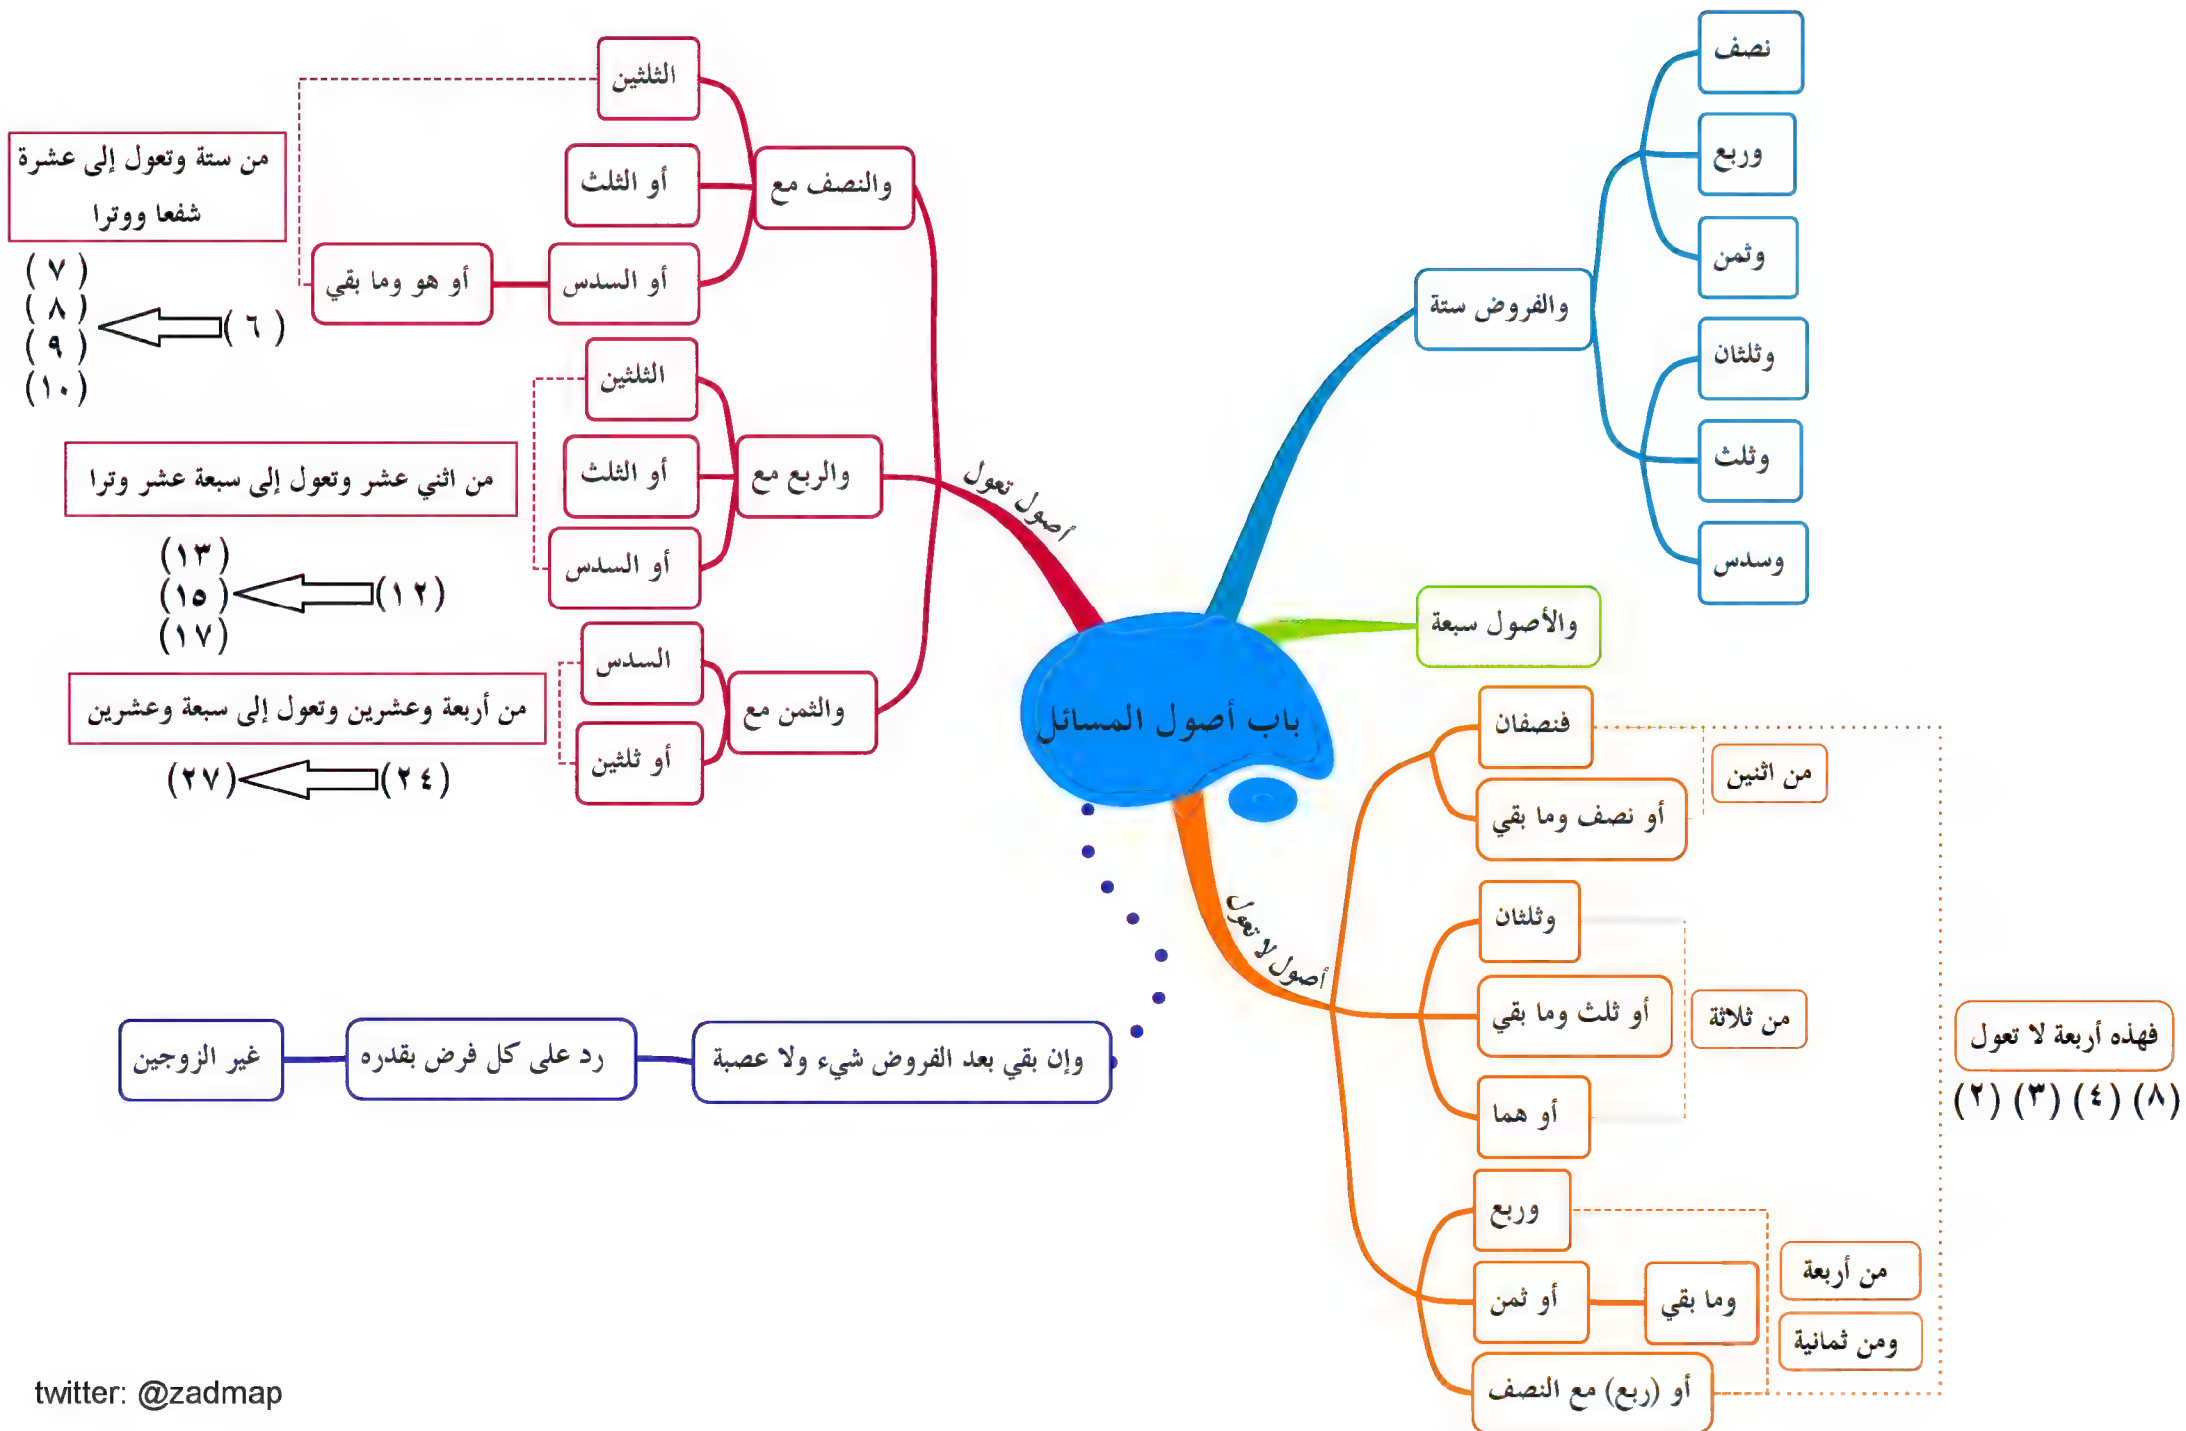 باب أصول المسائل
والفروض ستة
نصف
وربع
وثمن
وثلثان
وثلث
وسدس
والأصول سبعة
أصول لا تعول
فنصفان
أو نصف وما بقي
من اثنين
وثلثان
أو ثلث وما بقي
أو هما
من ثلاثة
وربع
أو ثمن
وما بقي
أو (ربع) مع النصف
من أربعة
ومن ثمانية
فهذه أربعة لا تعول
(٢) (٣) (٤) (٨)
أصول تعول
والنصف مع
الثلثين
أو الثلث
أو السدس
أو هو وما بقي
من ستة وتعول إلى عشرة
شفعا ووترا
(٦)
(٧)
(٨)
(٩)
(١٠)
والربع مع
الثلثين
أو الثلث
أو السدس
من اثني عشر وتعول إلى سبعة عشر وترا
(١٢)
(١٣)
(١٥)
(١٧)
والثمن مع
السدس
أو ثلثين
من أربعة وعشرين وتعول إلى سبعة وعشرين
(٢٤)
(٢٧)
وإن بقي بعد الفروض شيء ولا عصبة
رد على كل فرض بقدره
غير الزوجين
twitter: @zadmap